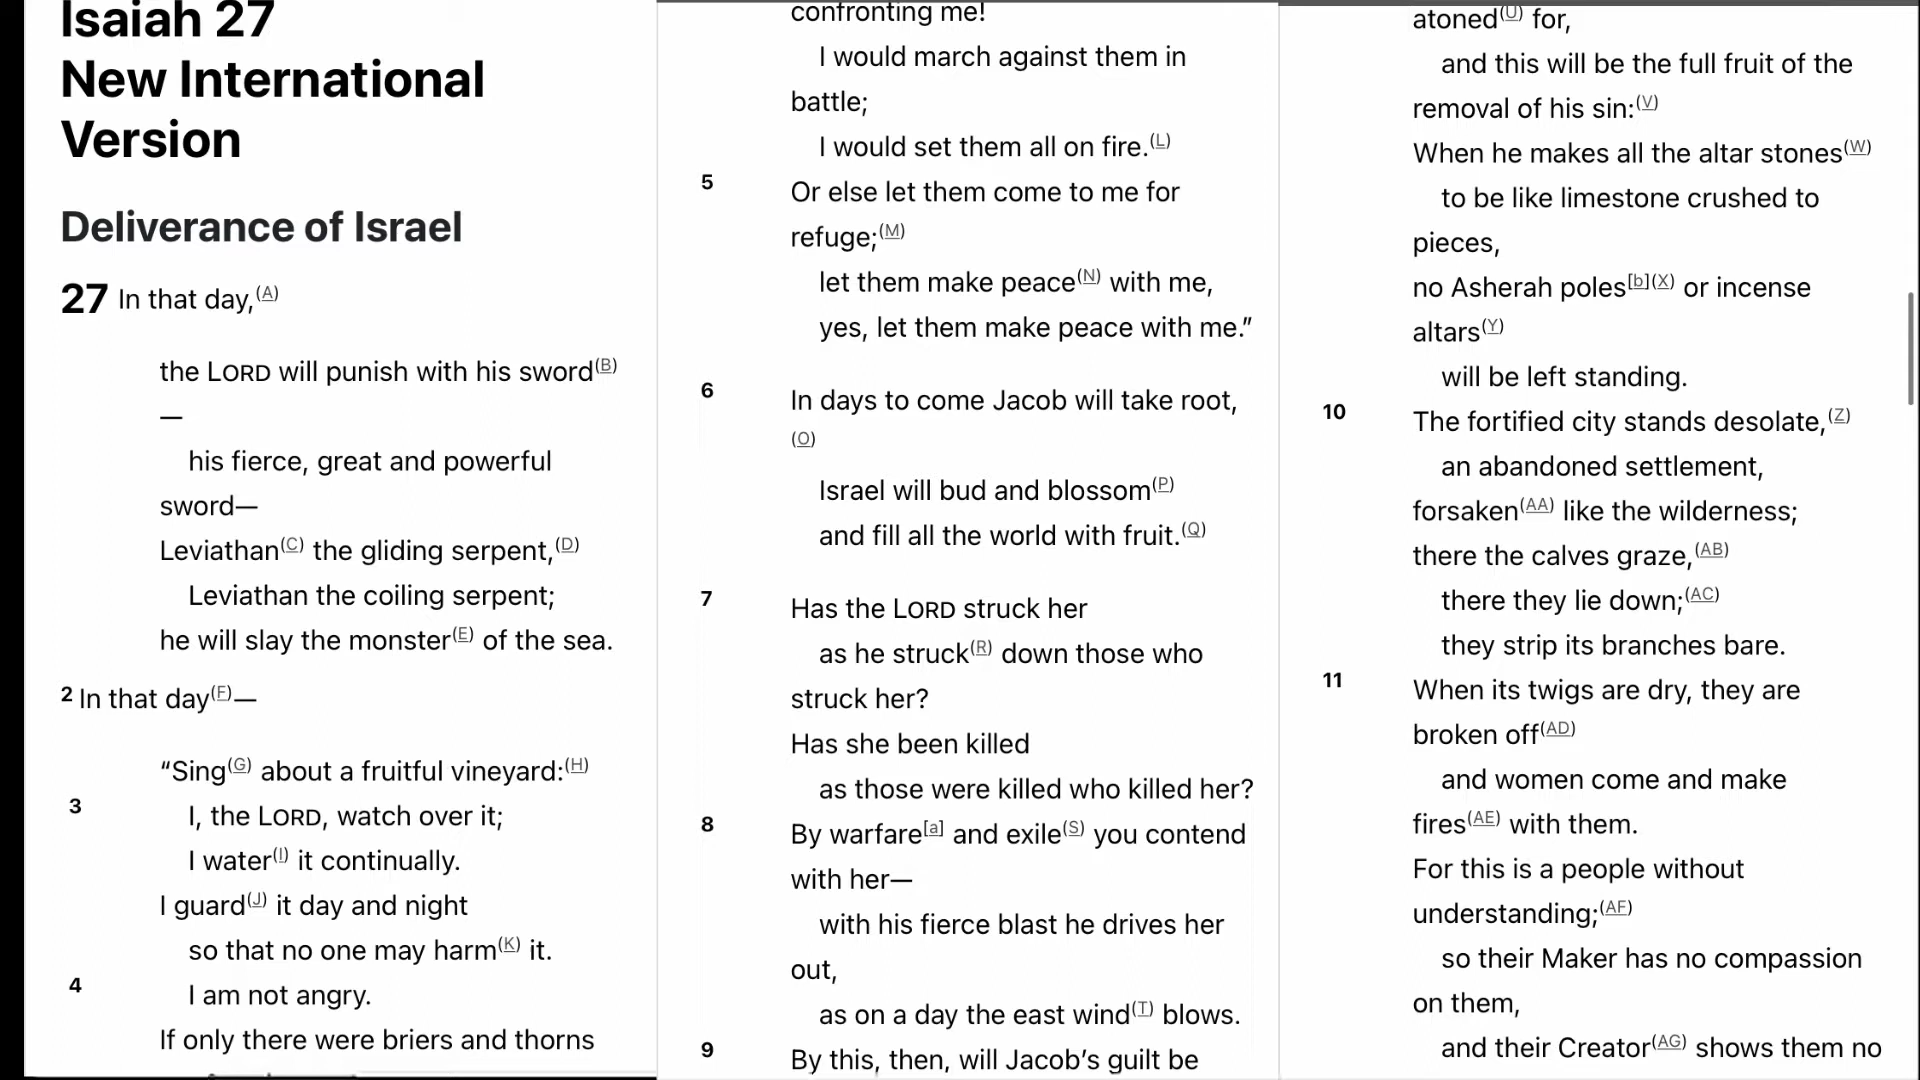 Isaiah 27
New International
Version
Deliverance of Israel
27 In that day,(A)
the LORD will punish with his sword(B)
—
his fierce, great and powerful
sword—
Leviathan(C) the gliding serpent,(D)
Leviathan the coiling serpent;
he will slay the monster(E) of the sea.
2 In that day(F)—
“Sing(G) about a fruitful vineyard:(H)
3 I, the LORD, watch over it;
I water(I) it continually.
I guard(J) it day and night
so that no one may harm(K) it.
4 I am not angry.
If only there were briers and thorns
confronting me!
I would march against them in
battle;
I would set them all on fire.(L)
5 Or else let them come to me for
refuge;(M)
let them make peace(N) with me,
yes, let them make peace with me.”
6 In days to come Jacob will take root,
(O)
Israel will bud and blossom(P)
and fill all the world with fruit.(Q)
7 Has the LORD struck her
as he struck(R) down those who
struck her?
Has she been killed
as those were killed who killed her?
8 By warfare[a] and exile(S) you contend
with her—
with his fierce blast he drives her
out,
as on a day the east wind(T) blows.
9 By this, then, will Jacob’s guilt be
atoned(U) for,
and this will be the full fruit of the
removal of his sin:(V)
When he makes all the altar stones(W)
to be like limestone crushed to
pieces,
no Asherah poles[b](X) or incense
altars(Y)
will be left standing.
10 The fortified city stands desolate,(Z)
an abandoned settlement,
forsaken(AA) like the wilderness;
there the calves graze,(AB)
there they lie down;(AC)
they strip its branches bare.
11 When its twigs are dry, they are
broken off(AD)
and women come and make
fires(AE) with them.
For this is a people without
understanding;(AF)
so their Maker has no compassion
on them,
and their Creator(AG) shows them no